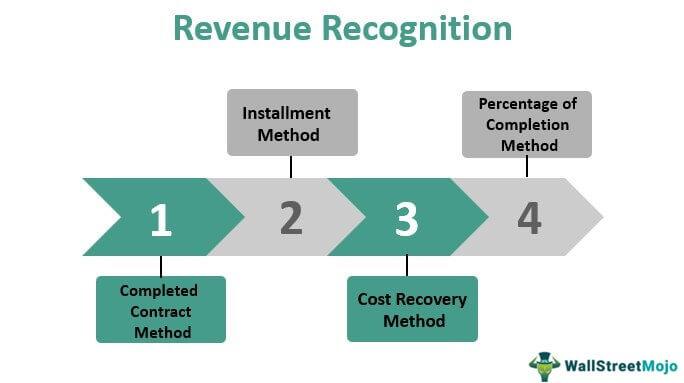 Revenue Recognition
Installment
Method
Percentage of
Completion
Method
1
2
3
4
Completed
Contract
Method
Cost Recovery
Method
WallStreetMojo